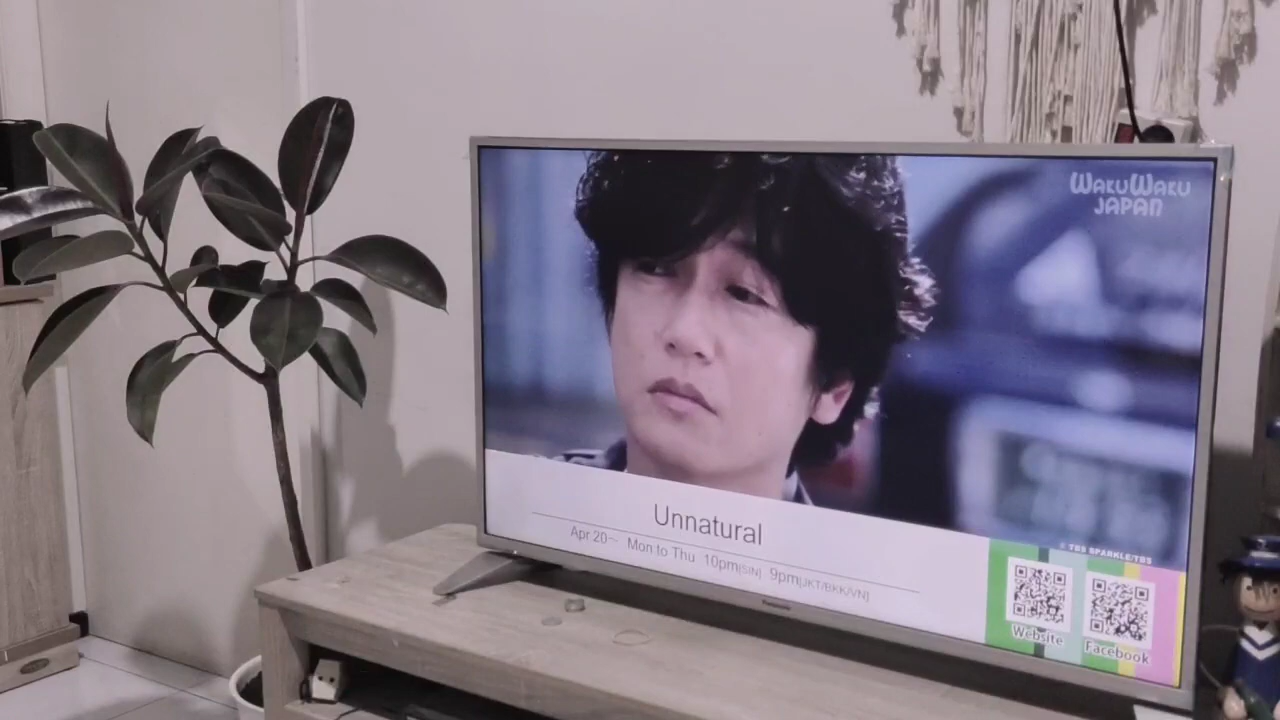 WAKUWAKU
JAPAN
Unnatural
Apr 20~ Mon to Thu 10pm[SIN] 9pm[JKT/BKK/VN]
© TBS SPARKLE/TBS
Website
Facebook
Panasonic